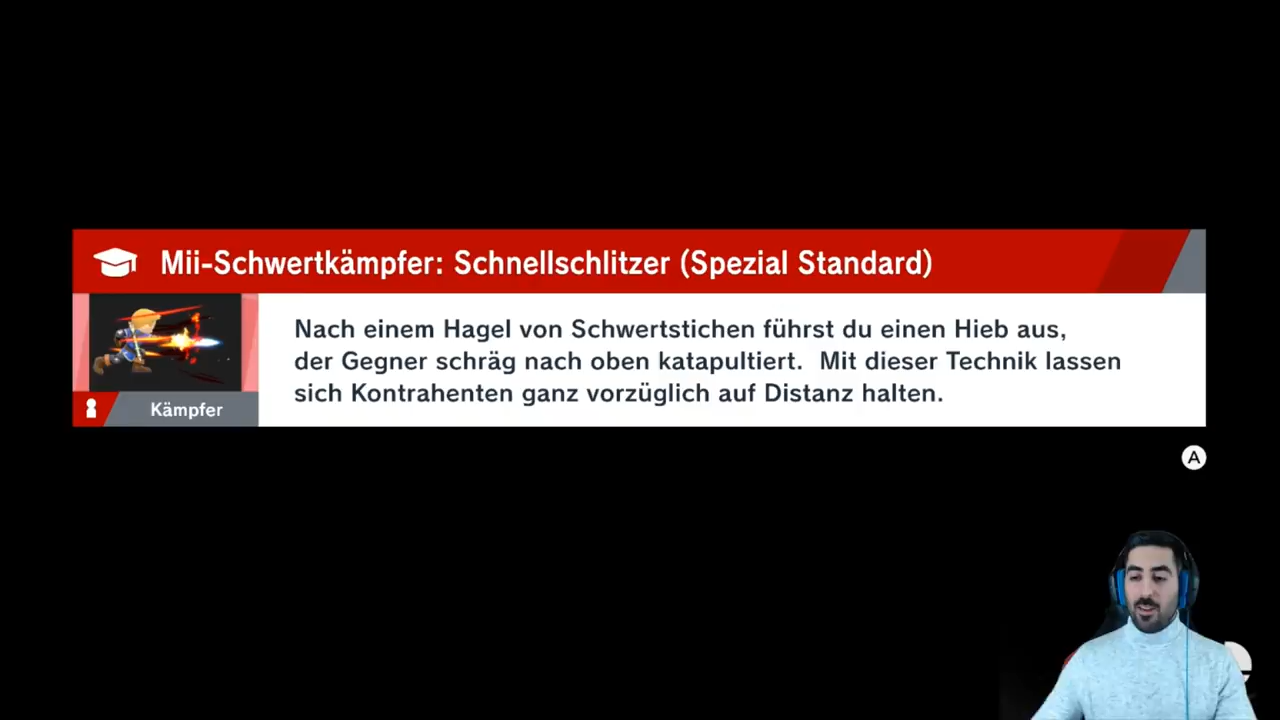 Mii-Schwertkämpfer: Schnellschlitzer (Spezial Standard)
Nach einem Hagel von Schwertstichen führst du einen Hieb aus,
der Gegner schräg nach oben katapultiert. Mit dieser Technik lassen
sich Kontrahenten ganz vorzüglich auf Distanz halten.
Kämpfer
A